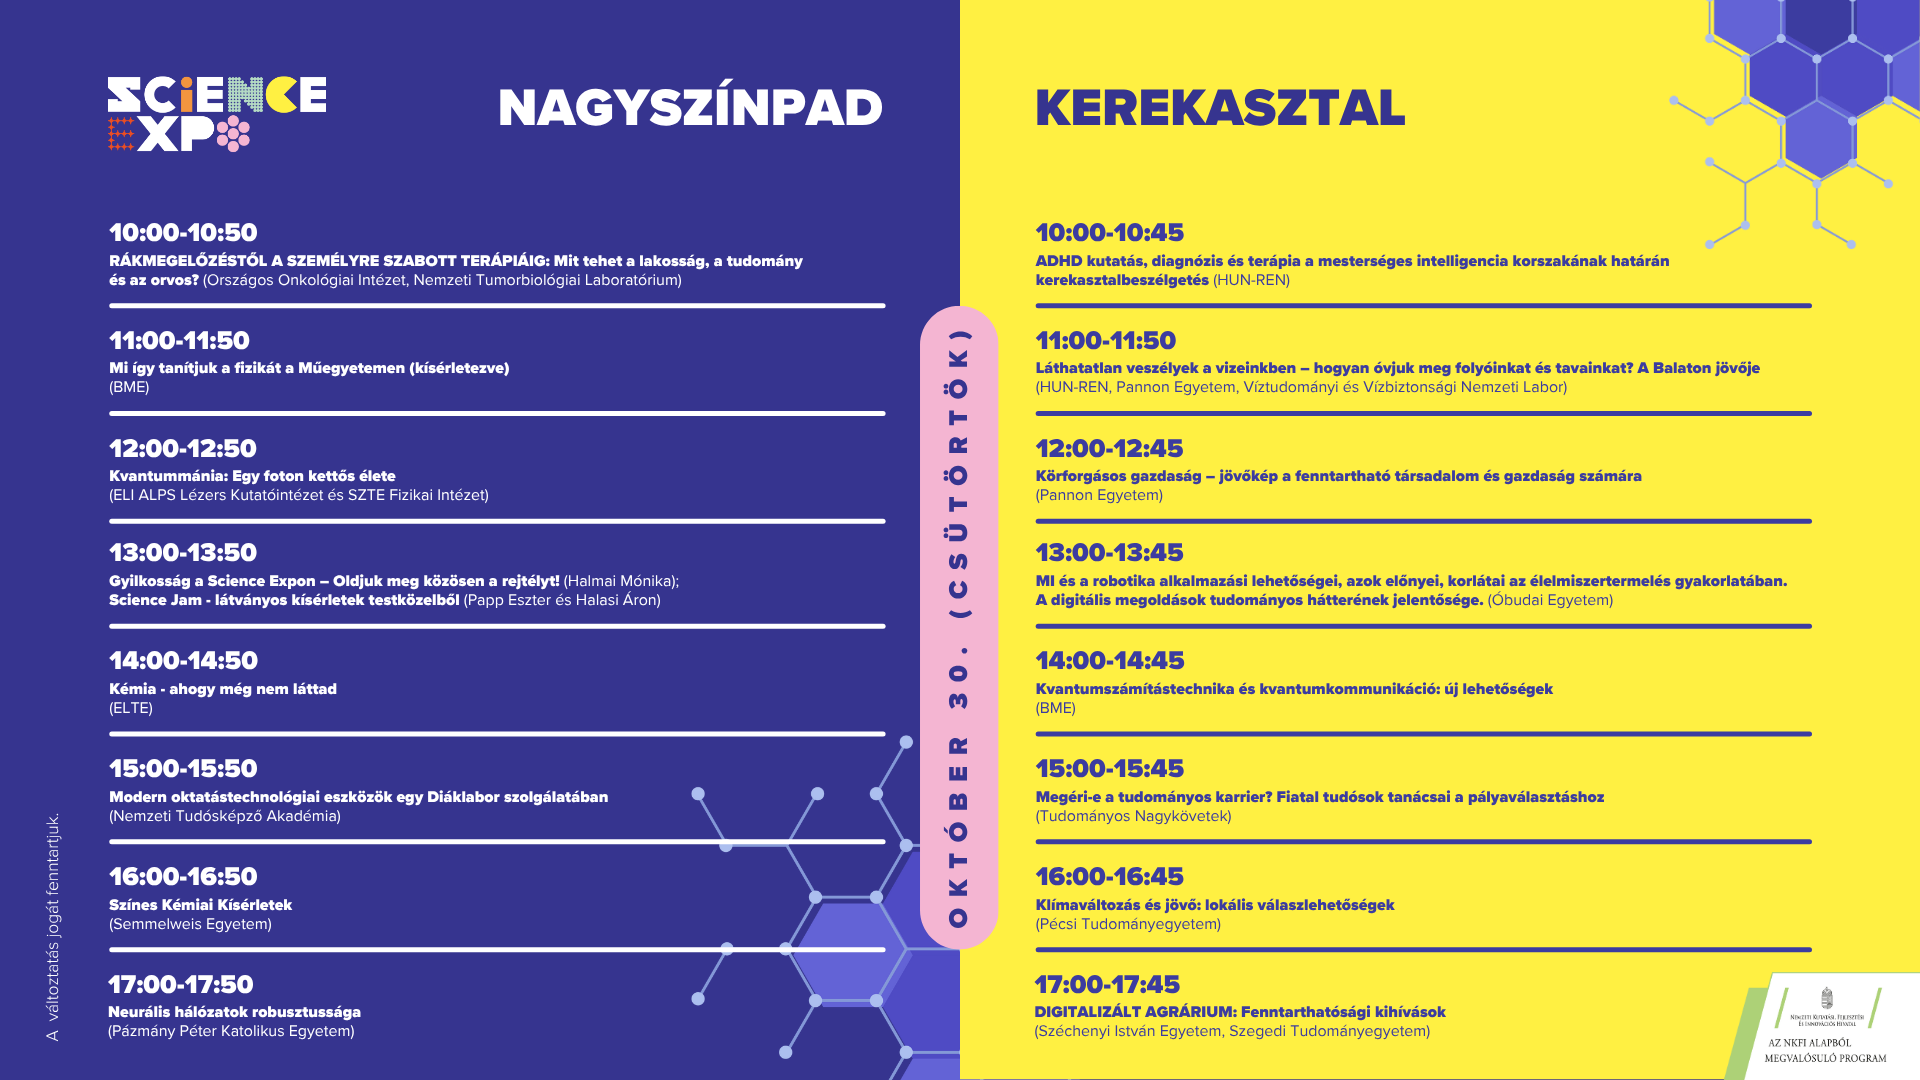 SCiENCE
EXPO
NAGYSZÍNPAD
10:00-10:50
RÁKMEGELŐZÉSTŐL A SZEMÉLYRE SZABOTT TERÁPIÁIG: Mit tehet a lakosság, a tudomány
és az orvos? (Országos Onkológiai Intézet, Nemzeti Tumorbiológiai Laboratórium)
11:00-11:50
Mi így tanítjuk a fizikát a Műegyetemen (kísérletezve)
(BME)
12:00-12:50
Kvantummánia: Egy foton kettős élete
(ELI ALPS Lézers Kutatóintézet és SZTE Fizikai Intézet)
13:00-13:50
Gyilkosság a Science Expon – Oldjuk meg közösen a rejtélyt! (Halmai Mónika);
Science Jam - látványos kísérletek testközelből (Papp Eszter és Halasi Áron)
14:00-14:50
Kémia - ahogy még nem láttad
(ELTE)
15:00-15:50
Modern oktatástechnológiai eszközök egy Diáklabor szolgálatában
(Nemzeti Tudósképző Akadémia)
16:00-16:50
Színes Kémiai Kísérletek
(Semmelweis Egyetem)
17:00-17:50
Neurális hálózatok robusztussága
(Pázmány Péter Katolikus Egyetem)
A változtatás jogát fenntartjuk.
OKTÓBER 30. (CSÜTÖRTÖK)
KEREKASZTAL
10:00-10:45
ADHD kutatás, diagnózis és terápia a mesterséges intelligencia korszakának határán
kerekasztalbeszélgetés (HUN-REN)
11:00-11:50
Láthatatlan veszélyek a vizeinkben – hogyan óvjuk meg folyóinkat és tavainkat? A Balaton jövője
(HUN-REN, Pannon Egyetem, Víztudományi és Vízbiztonsági Nemzeti Labor)
12:00-12:45
Körforgásos gazdaság – jövőkép a fenntartható társadalom és gazdaság számára
(Pannon Egyetem)
13:00-13:45
MI és a robotika alkalmazási lehetőségei, azok előnyei, korlátai az élelmiszertermelés gyakorlatában.
A digitális megoldások tudományos hátterének jelentősége. (Óbudai Egyetem)
14:00-14:45
Kvantumszámítástechnika és kvantumkommunikáció: új lehetőségek
(BME)
15:00-15:45
Megéri-e a tudományos karrier? Fiatal tudósok tanácsai a pályaválasztáshoz
(Tudományos Nagykövetek)
16:00-16:45
Klímaváltozás és jövő: lokális válaszlehetőségek
(Pécsi Tudományegyetem)
17:00-17:45
DIGITALIZÁLT AGRÁRIUM: Fenntarthatósági kihívások
(Széchenyi István Egyetem, Szegedi Tudományegyetem)
NEMZETI KUTATÁSI, FEJLESZTÉSI
ÉS INNOVÁCIÓS HIVATAL
AZ NKFI ALAPBÓL
MEGVALÓSULÓ PROGRAM